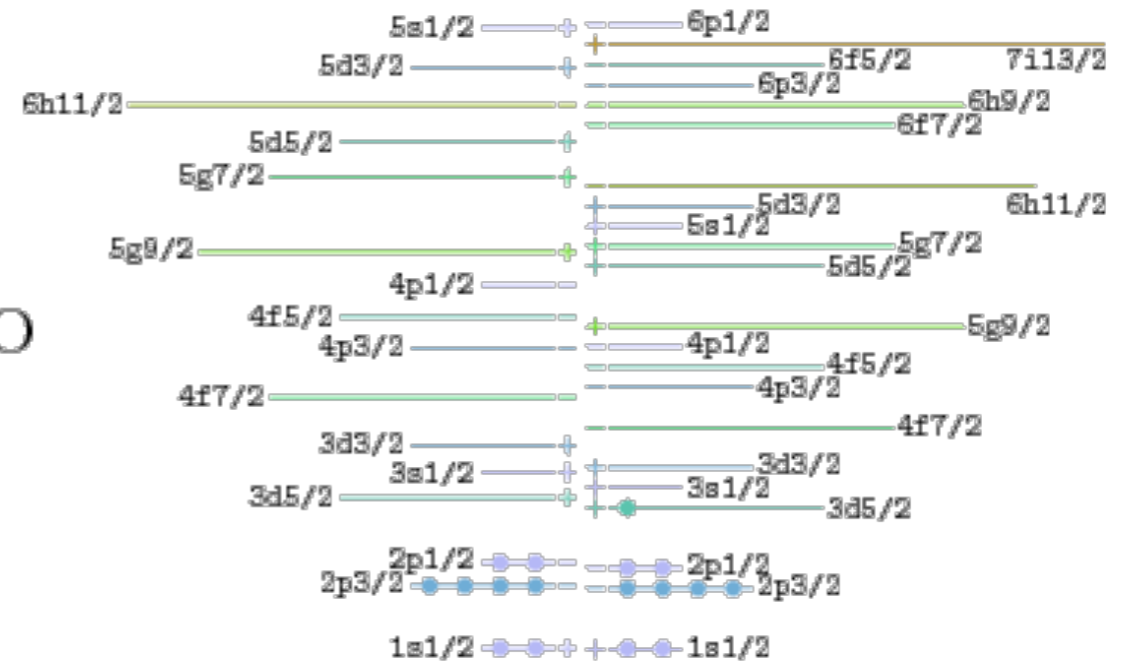 5s1/2 6p1/2
5d3/2 6f5/2 7i13/2
6p3/2
6h11/2 6h9/2
6f7/2
5d5/2
5g7/2
5d3/2 6h11/2
5s1/2
5g9/2 5g7/2
5d5/2
4p1/2
4f5/2 5g9/2
O
4p3/2 4p1/2
4f5/2
4f7/2 4p3/2
4f7/2
3d3/2
3d3/2
3s1/2 3s1/2
3d5/2 3d5/2
2p1/2 2p1/2
2p3/2 2p3/2
1s1/2 1s1/2